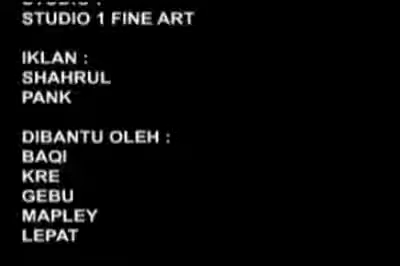 STUDIO 1 FINE ART
IKLAN :
SHAHRUL
PANK
DIBANTU OLEH :
BAQI
KRE
GEBU
MAPLEY
LEPAT